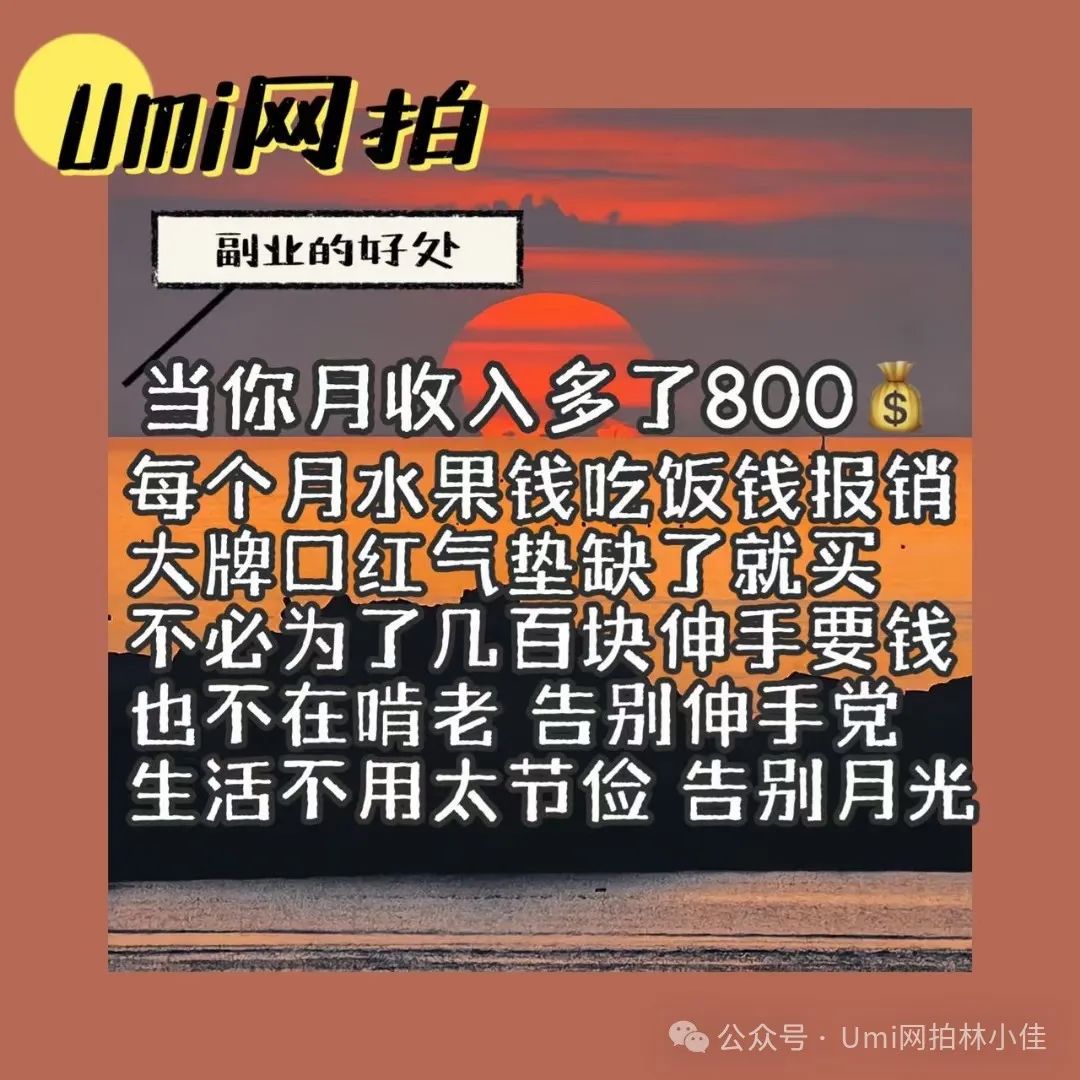 Umi网拍
副业的好处
当你月收入多了800💰
每个月水果钱吃饭钱报销
大牌口红气垫缺了就买
不必为了几百块伸手要钱
也不在啃老 告别伸手党
生活不用太节俭 告别月光
公众号 · Umi网拍林小佳